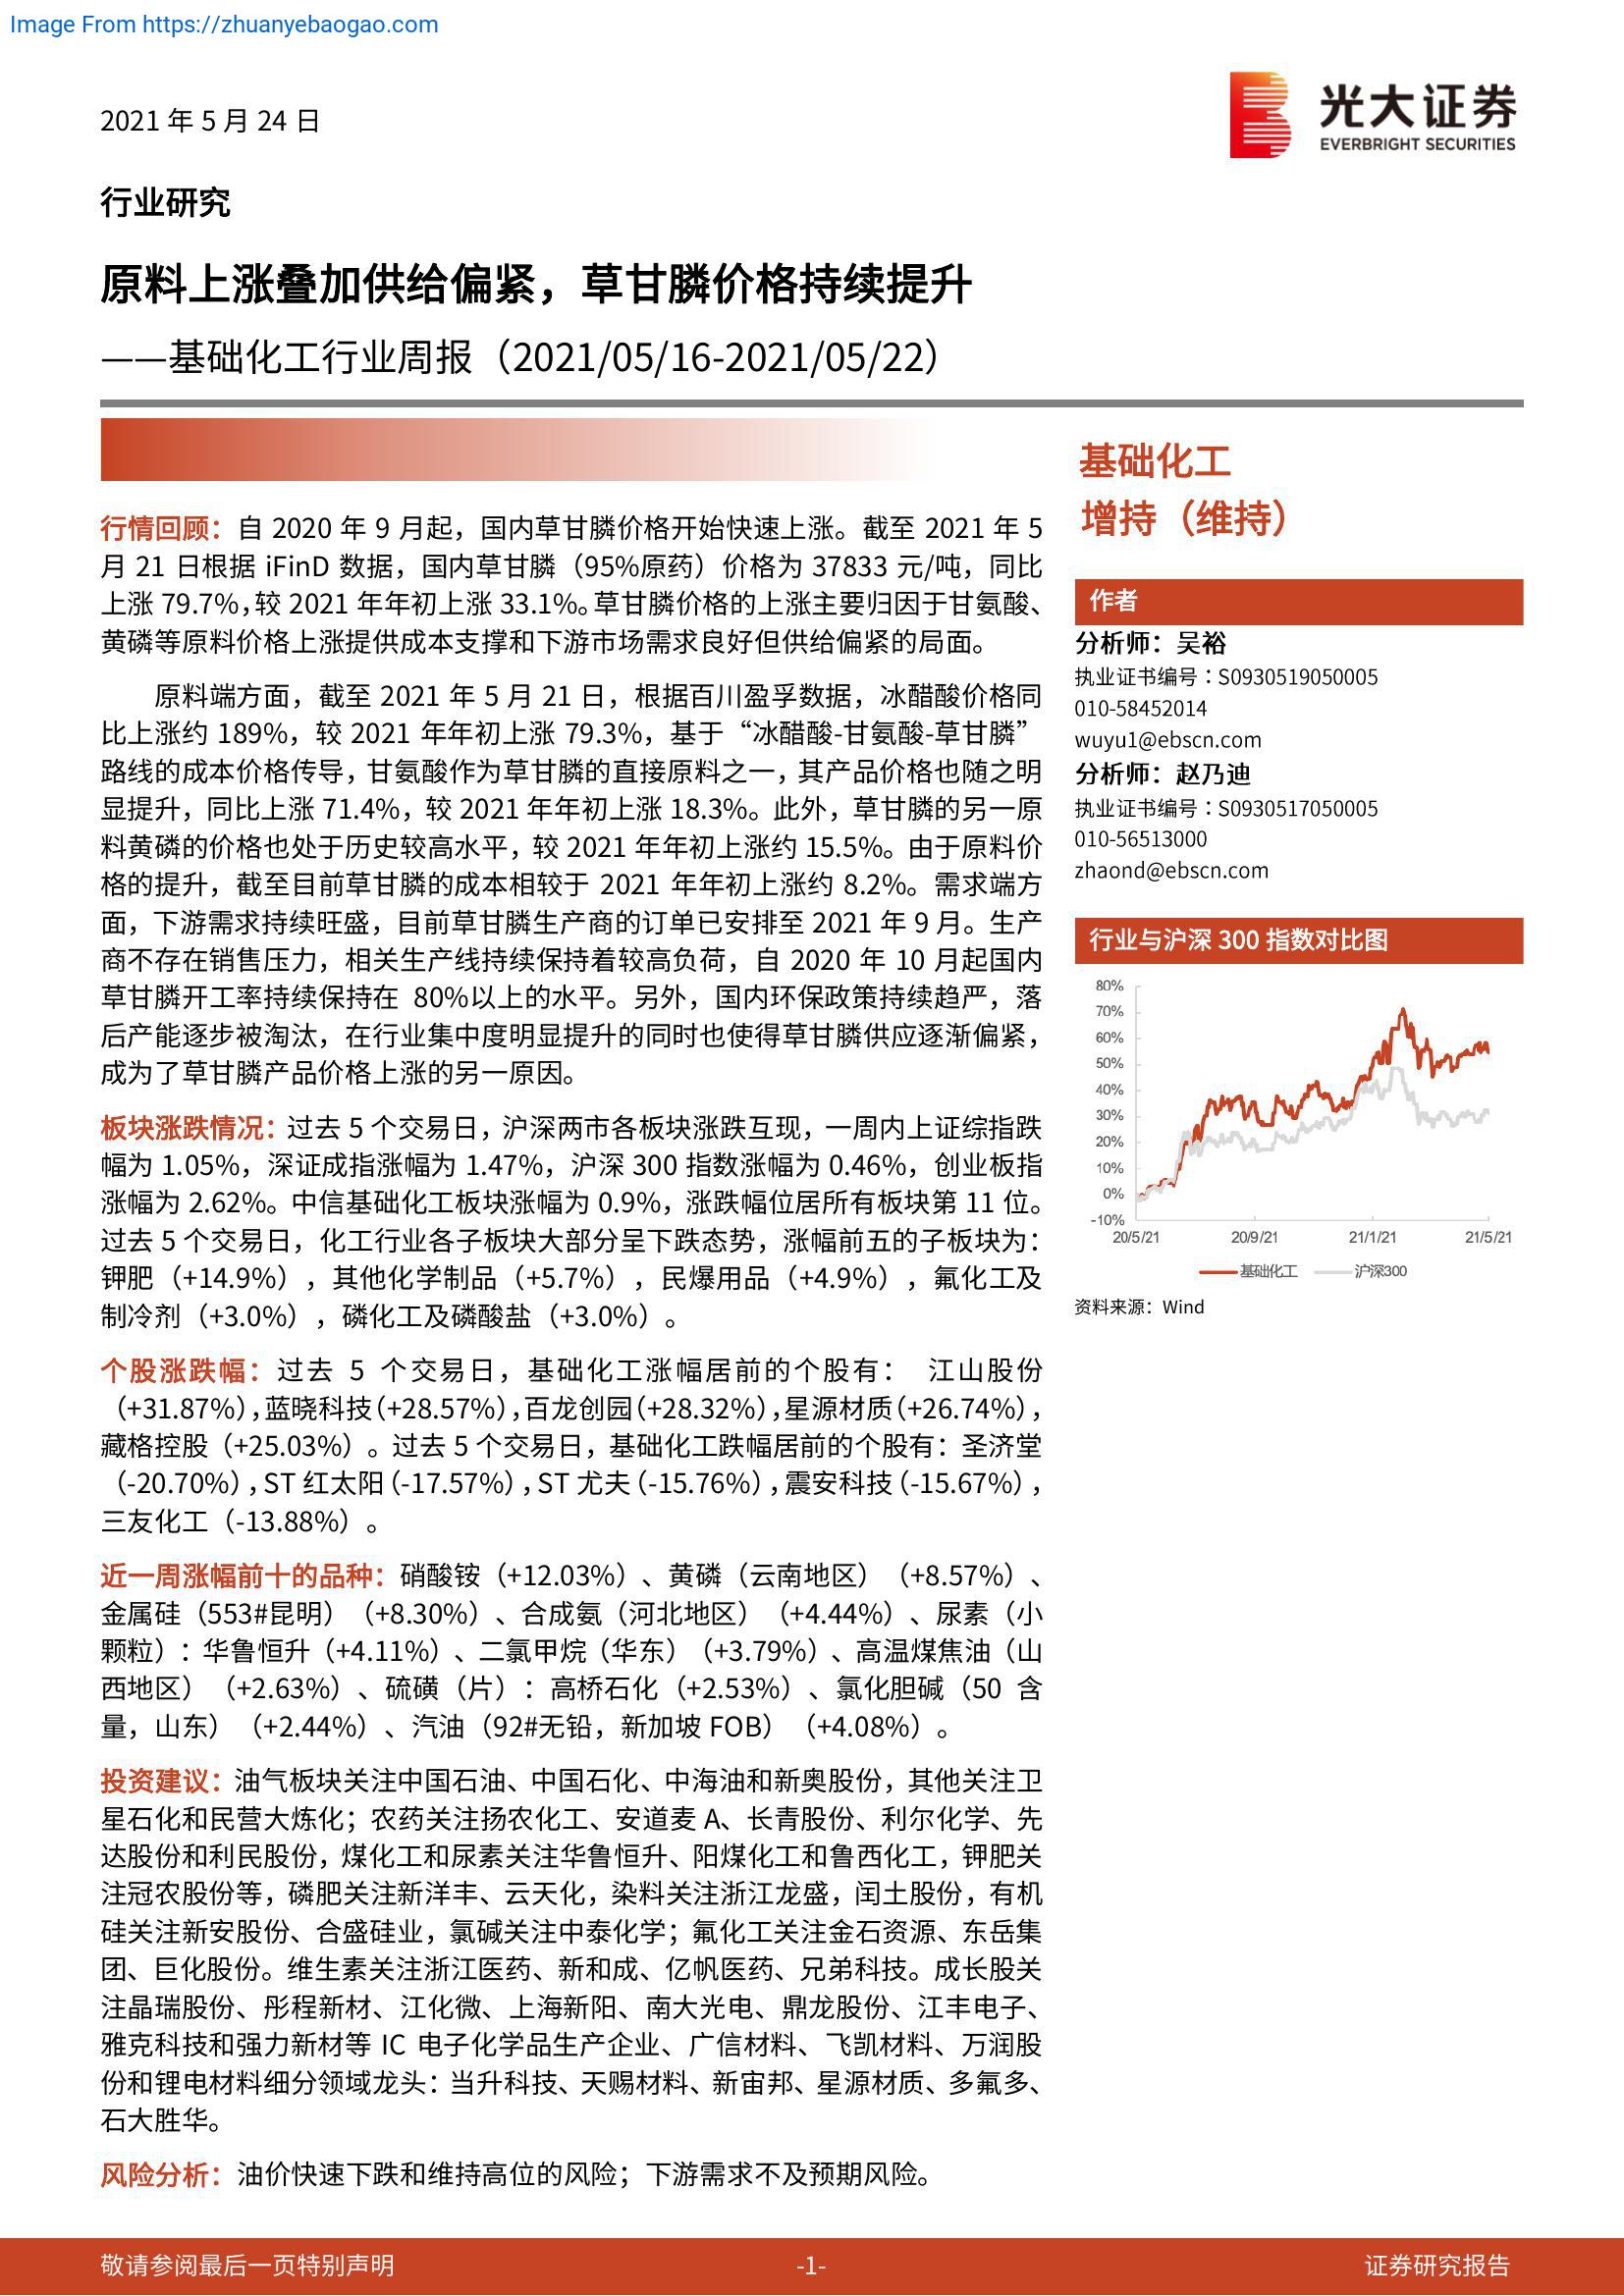 Image From https://zhuanyebaogao.com
2021 年 5 月 24 日
光大证券
EVERBRIGHT SECURITIES
行业研究
原料上涨叠加供给偏紧，草甘膦价格持续提升
——基础化工行业周报（2021/05/16-2021/05/22）
行情回顾：自 2020 年 9 月起，国内草甘膦价格开始快速上涨。截至 2021 年 5
月 21 日根据 iFinD 数据，国内草甘膦（95%原药）价格为 37833 元/吨，同比
上涨 79.7%，较 2021 年年初上涨 33.1%。草甘膦价格的上涨主要归因于甘氨酸、
黄磷等原料价格上涨提供成本支撑和下游市场需求良好但供给偏紧的局面。
原料端方面，截至 2021 年 5 月 21 日，根据百川盈孚数据，冰醋酸价格同
比上涨约 189%，较 2021 年年初上涨 79.3%，基于“冰醋酸-甘氨酸-草甘膦”
路线的成本价格传导，甘氨酸作为草甘膦的直接原料之一，其产品价格也随之明
显提升，同比上涨 71.4%，较 2021 年年初上涨 18.3%。此外，草甘膦的另一原
料黄磷的价格也处于历史较高水平，较 2021 年年初上涨约 15.5%。由于原料价
格的提升，截至目前草甘膦的成本相较于 2021 年年初上涨约 8.2%。需求端方
面，下游需求持续旺盛，目前草甘膦生产商的订单已安排至 2021 年 9 月。生产
商不存在销售压力，相关生产线持续保持着较高负荷，自 2020 年 10 月起国内
草甘膦开工率持续保持在 80%以上的水平。另外，国内环保政策持续趋严，落
后产能逐步被淘汰，在行业集中度明显提升的同时也使得草甘膦供应逐渐偏紧，
成为了草甘膦产品价格上涨的另一原因。
板块涨跌情况：过去 5 个交易日，沪深两市各板块涨跌互现，一周内上证综指跌
幅为 1.05%，深证成指涨幅为 1.47%，沪深 300 指数涨幅为 0.46%，创业板指
涨幅为 2.62%。中信基础化工板块涨幅为 0.9%，涨跌幅位居所有板块第 11 位。
过去 5 个交易日，化工行业各子板块大部分呈下跌态势，涨幅前五的子板块为：
钾肥（+14.9%），其他化学制品（+5.7%），民爆用品（+4.9%），氟化工及
制冷剂（+3.0%），磷化工及磷酸盐（+3.0%）。
个股涨跌幅：过去 5 个交易日，基础化工涨幅居前的个股有： 江山股份
（+31.87%），蓝晓科技（+28.57%），百龙创园（+28.32%），星源材质（+26.74%），
藏格控股（+25.03%）。过去 5 个交易日，基础化工跌幅居前的个股有：圣济堂
（-20.70%），ST 红太阳（-17.57%），ST 尤夫（-15.76%），震安科技（-15.67%），
三友化工（-13.88%）。
近一周涨幅前十的品种：硝酸铵（+12.03%）、黄磷（云南地区）（+8.57%）、
金属硅（553#昆明）（+8.30%）、合成氨（河北地区）（+4.44%）、尿素（小
颗粒）：华鲁恒升（+4.11%）、二氯甲烷（华东）（+3.79%）、高温煤焦油（山
西地区）（+2.63%）、硫磺（片）：高桥石化（+2.53%）、氯化胆碱（50 含
量，山东）（+2.44%）、汽油（92#无铅，新加坡 FOB）（+4.08%）。
投资建议：油气板块关注中国石油、中国石化、中海油和新奥股份，其他关注卫
星石化和民营大炼化；农药关注扬农化工、安道麦 A、长青股份、利尔化学、先
达股份和利民股份，煤化工和尿素关注华鲁恒升、阳煤化工和鲁西化工，钾肥关
注冠农股份等，磷肥关注新洋丰、云天化，染料关注浙江龙盛，闰土股份，有机
硅关注新安股份、合盛硅业，氯碱关注中泰化学；氟化工关注金石资源、东岳集
团、巨化股份。维生素关注浙江医药、新和成、亿帆医药、兄弟科技。成长股关
注晶瑞股份、彤程新材、江化微、上海新阳、南大光电、鼎龙股份、江丰电子、
雅克科技和强力新材等 IC 电子化学品生产企业、广信材料、飞凯材料、万润股
份和锂电材料细分领域龙头：当升科技、天赐材料、新宙邦、星源材质、多氟多、
石大胜华。
风险分析：油价快速下跌和维持高位的风险；下游需求不及预期风险。
基础化工
增持（维持）
作者
分析师：吴裕
执业证书编号：S0930519050005
010-58452014
wuyu1@ebscn.com
分析师：赵乃迪
执业证书编号：S0930517050005
010-56513000
zhaond@ebscn.com
行业与沪深 300 指数对比图
80%
70%
60%
50%
40%
30%
20%
10%
0%
-10%
20/5/21 20/9/21 21/1/21 21/5/21
基础化工 沪深300
资料来源：Wind
敬请参阅最后一页特别声明 -1- 证券研究报告